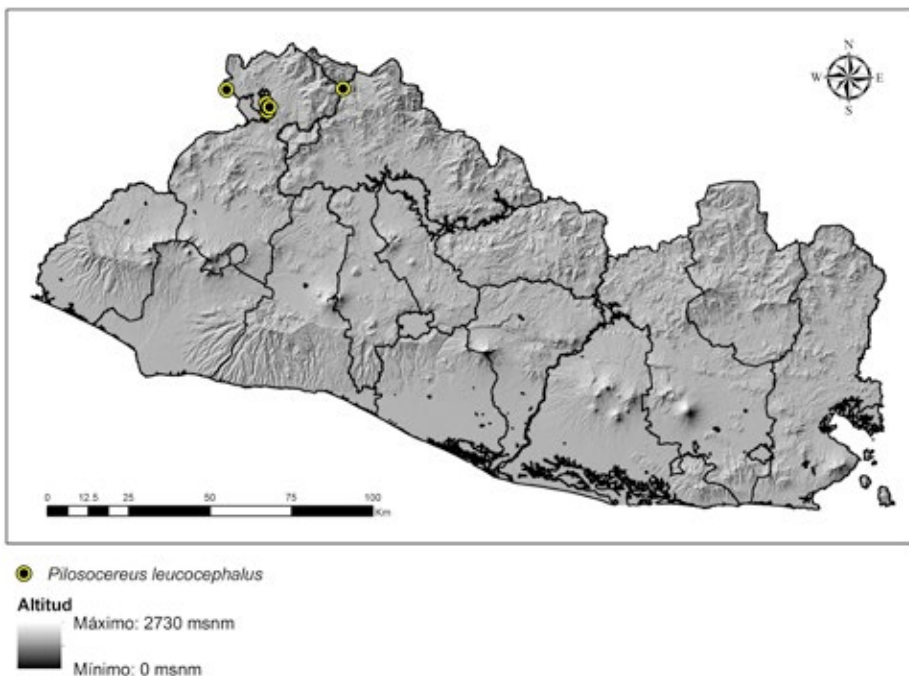 N
W E
S
0 12.5 25 50 75 100
Km
Pilosocereus leucocephalus
Altitud
Máximo: 2730 msnm
Mínimo: 0 msnm